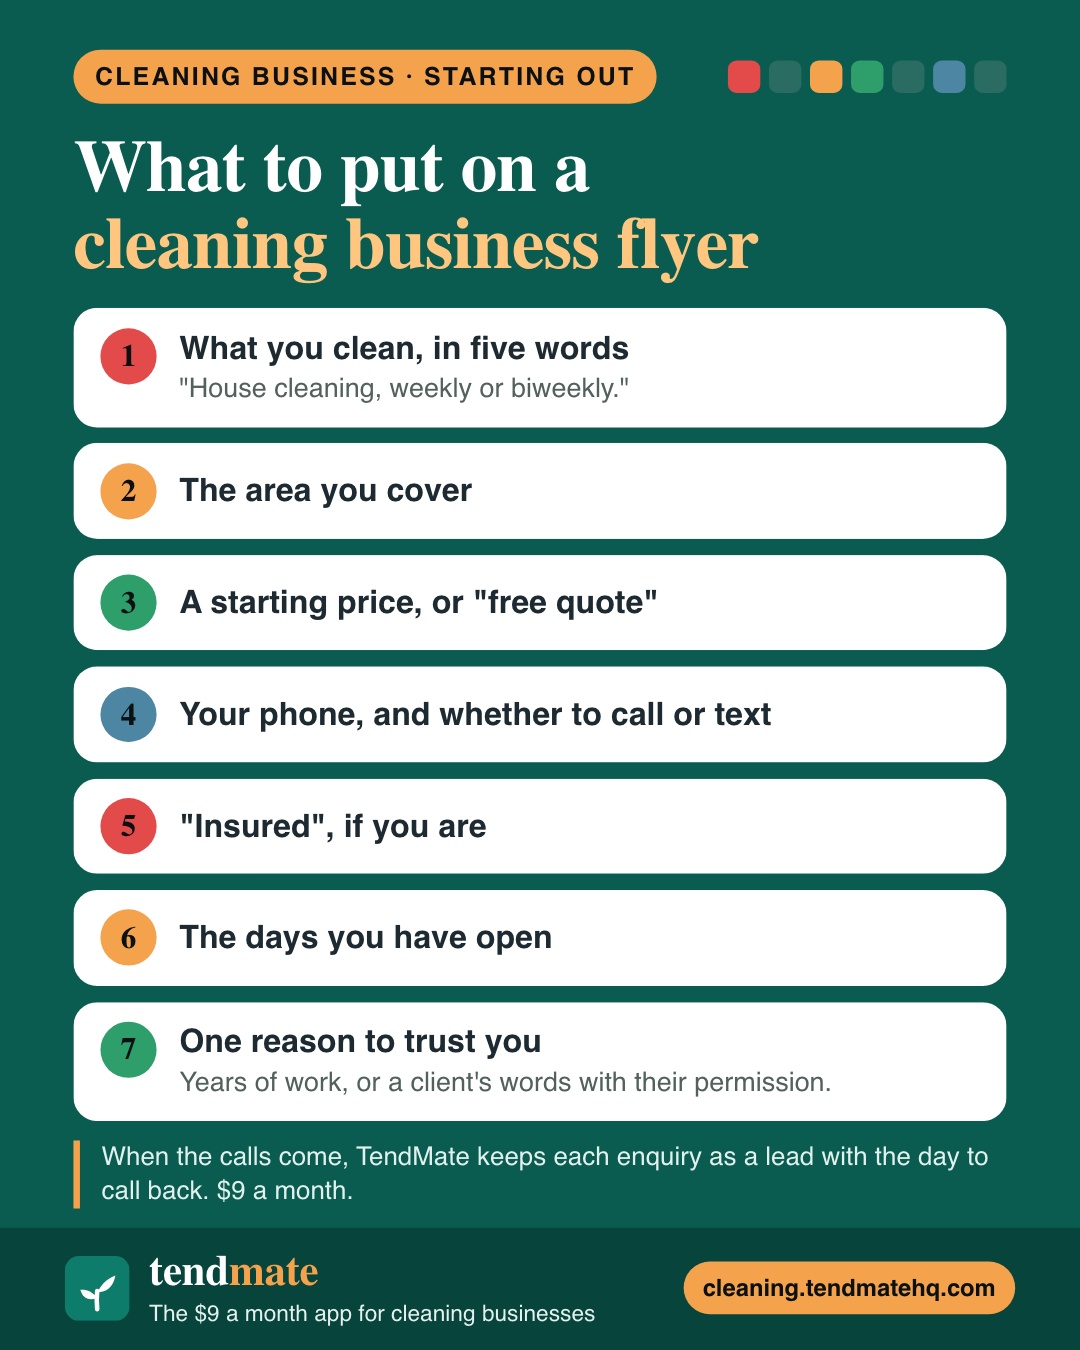 CLEANING BUSINESS · STARTING OUT
What to put on a
cleaning business flyer
1
What you clean, in five words
"House cleaning, weekly or biweekly."
2
The area you cover
3
A starting price, or "free quote"
4
Your phone, and whether to call or text
5
"Insured", if you are
6
The days you have open
7
One reason to trust you
Years of work, or a client's words with their permission.
When the calls come, TendMate keeps each enquiry as a lead with the day to
call back. $9 a month.
tendmate
The $9 a month app for cleaning businesses
cleaning.tendmatehq.com